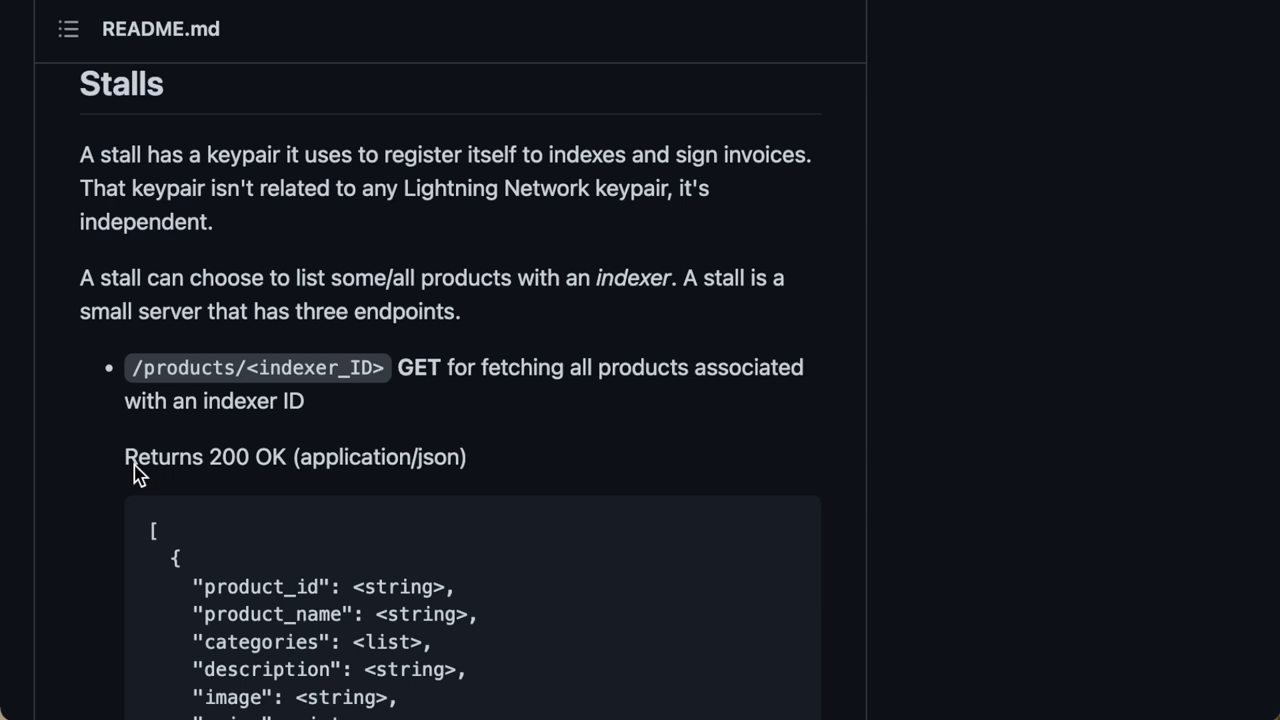 README.md
Stalls
A stall has a keypair it uses to register itself to indexes and sign invoices.
That keypair isn't related to any Lightning Network keypair, it's
independent.
A stall can choose to list some/all products with an indexer. A stall is a
small server that has three endpoints.
• /products/<indexer_ID> GET for fetching all products associated
with an indexer ID
Returns 200 OK (application/json)
[
{
"product_id": <string>,
"product_name": <string>,
"categories": <list>,
"description": <string>,
"image": <string>,